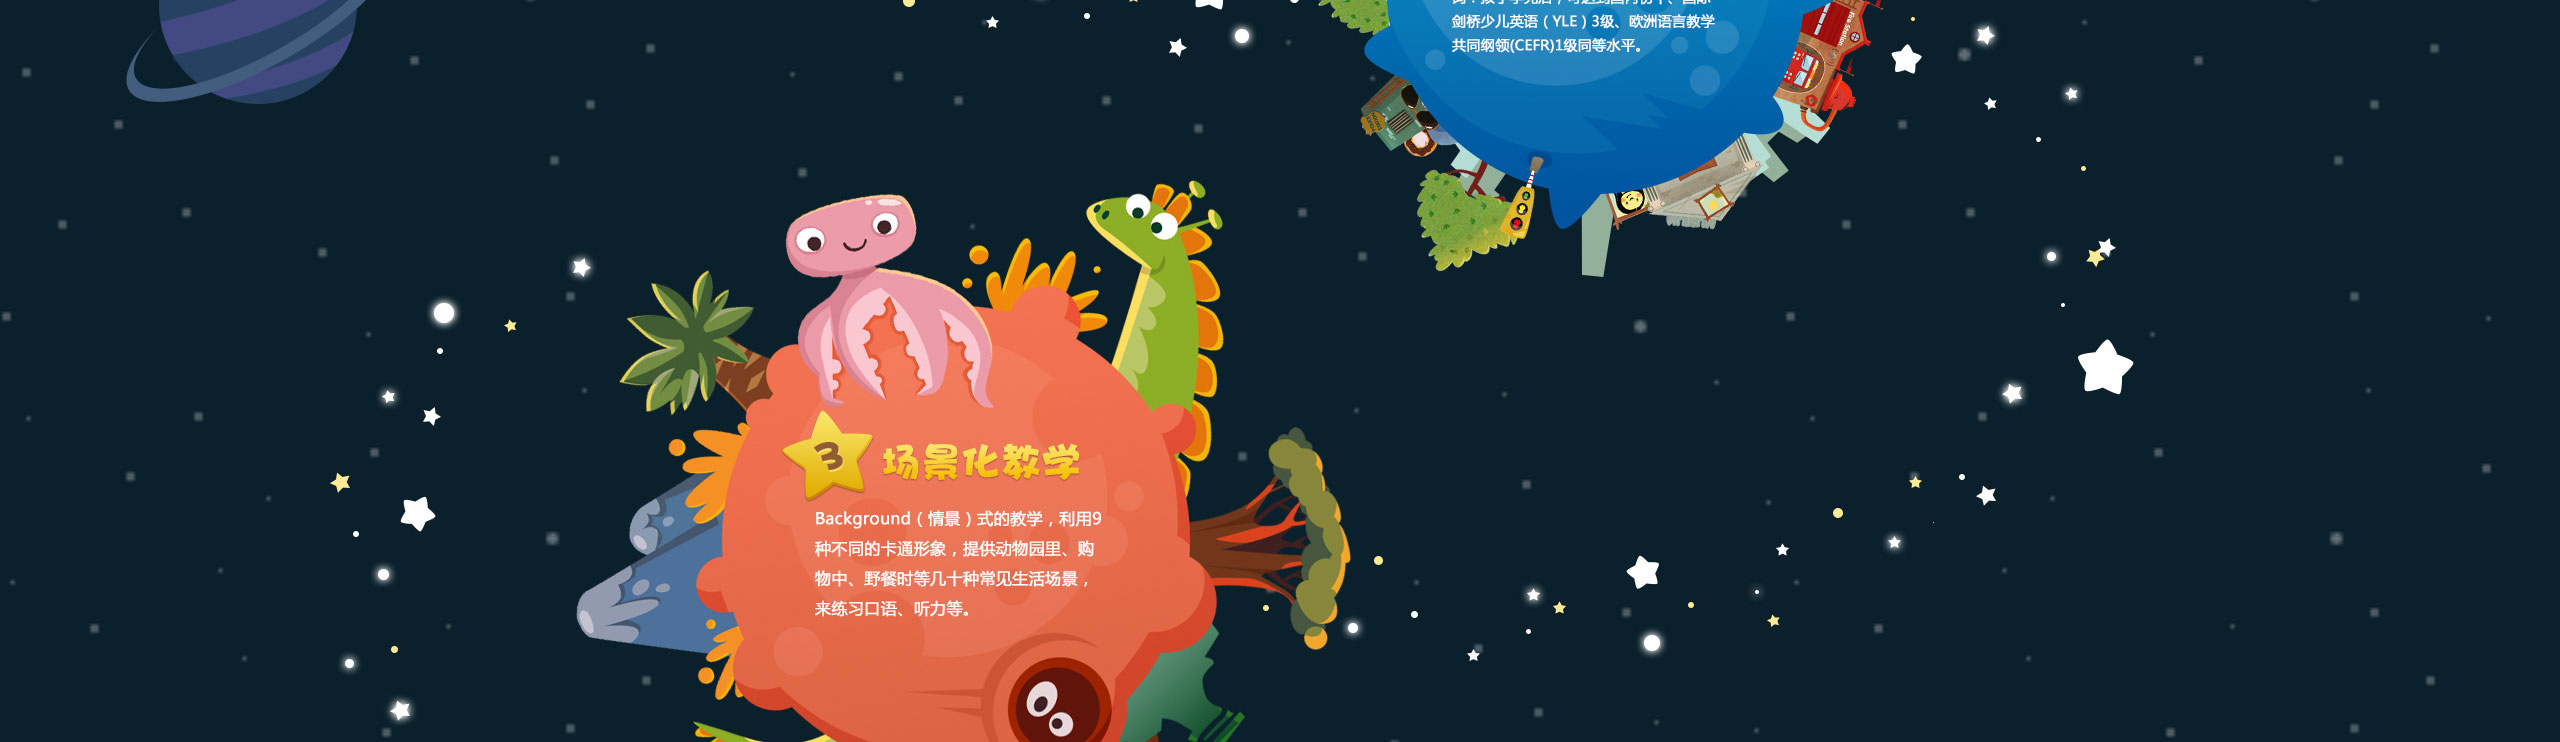 剑桥少儿英语（YLE）3级、欧洲语言教学
共同纲领(CEFR)1级同等水平。
Fire Station
3
场景化教学
Background（情景）式的教学，利用9
种不同的卡通形象，提供动物园里、购
物中、野餐时等几十种常见生活场景，
来练习口语、听力等。